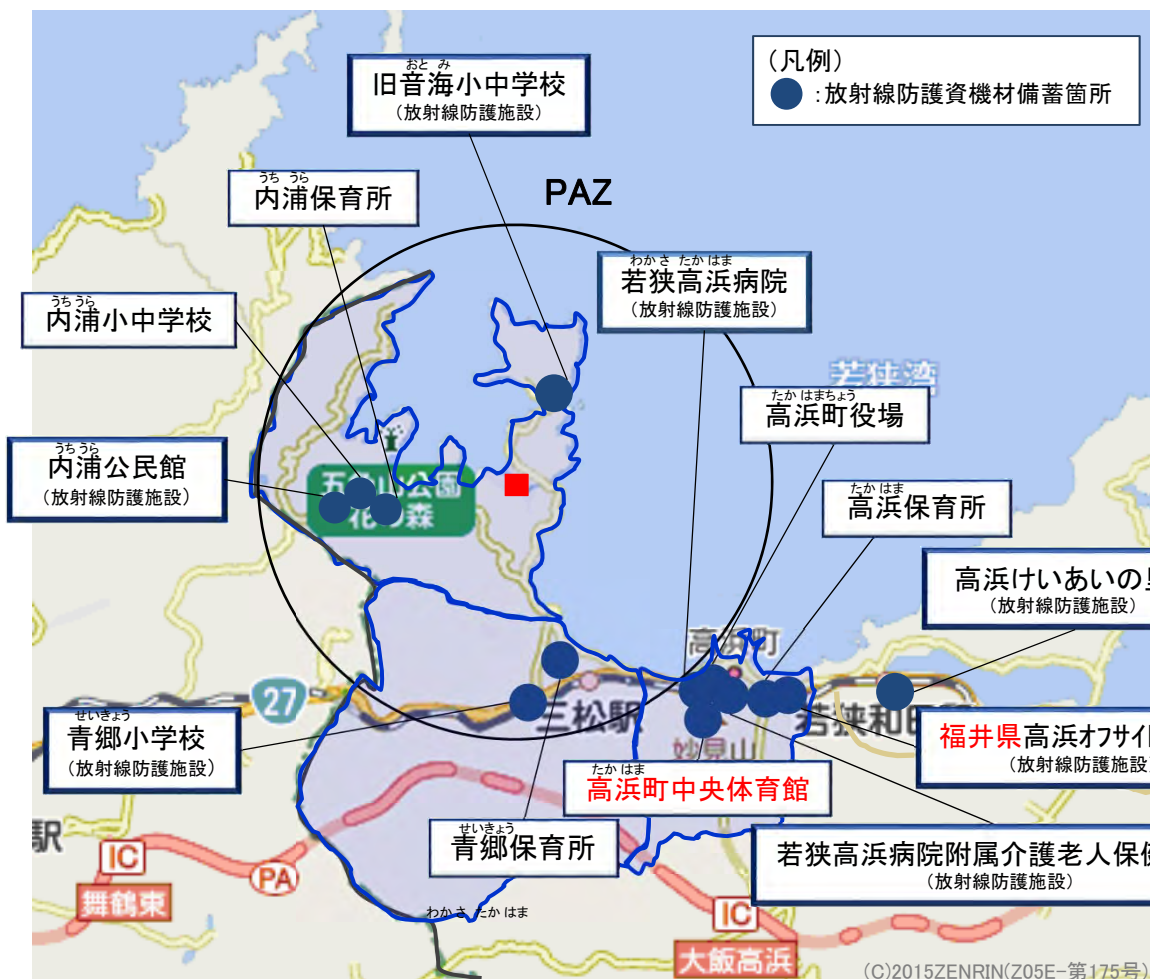 (凡例)
:放射線防護資機材備蓄箇所
おと み
旧音海小中学校
(放射線防護施設)
うち うら
内浦保育所
PAZ
わかさ たかはま
若狭高浜病院
(放射線防護施設)
うちうら
内浦小中学校
若狭湾
たかはまちょう
高浜町役場
うちうら
内浦公民館
(放射線防護施設)
山公園
花の森
たかはま
高浜保育所
高浜けいあいの
(放射線防護施設)
高浜町
27
三松駅
若狭和田
せいきょう
青郷小学校
(放射線防護施設)
福井県高浜オフサイ
(放射線防護施設
妙見山
たかはま
高浜町中央体育館
せいきょう
青郷保育所
駅
IC
PA
舞鶴東
若狭高浜病院附属介護老人保
(放射線防護施設)
わかさ たかはま
IC
大飯高浜
(C)2015ZENRIN(Z05E-第175号)